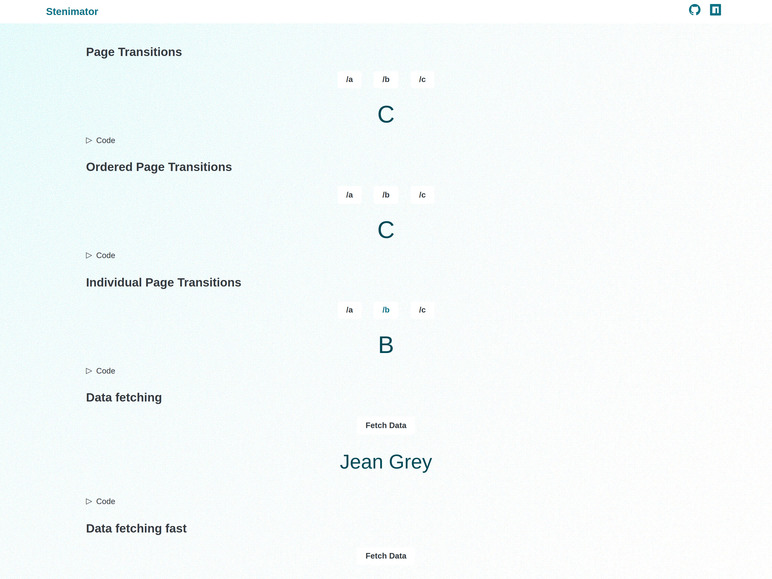 Stenimator
Page Transitions
/a /b /c
C
Code
Ordered Page Transitions
/a /b /c
C
Code
Individual Page Transitions
/a /b /c
B
Code
Data fetching
Fetch Data
Jean Grey
Code
Data fetching fast
Fetch Data